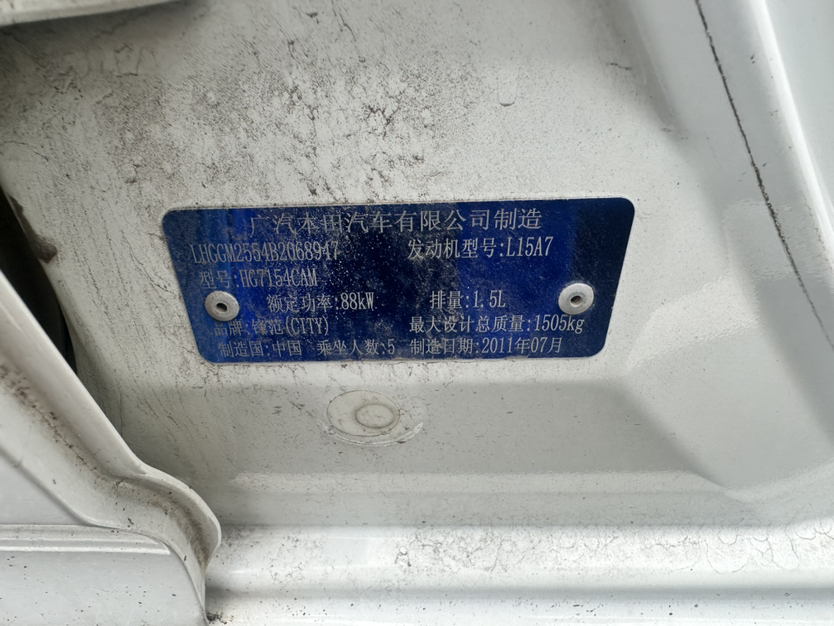 广汽本田汽车有限公司制造
LHGGM2554B2068947 发动机型号:L15A7
型号:HG7154CAM
额定功率:88kW 排量:1.5L
品牌:锋范(CITY) 最大设计总质量:1505kg
制造国:中国 乘坐人数:5 制造日期:2011年07月